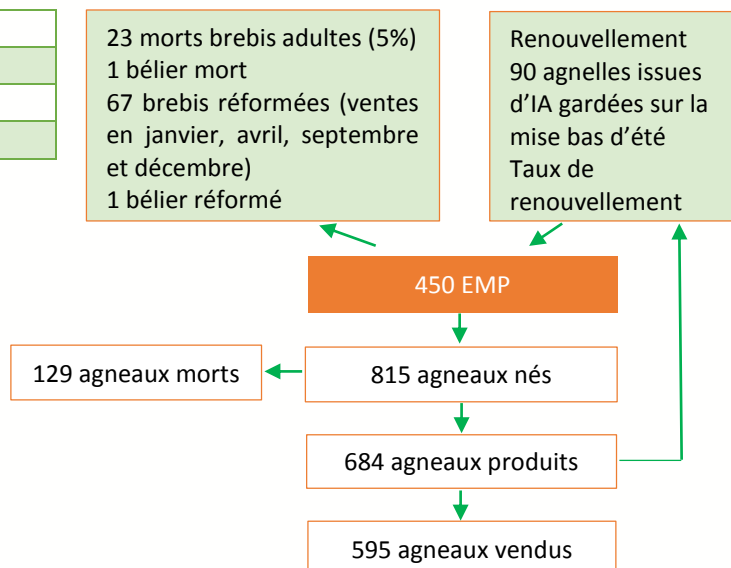 23 morts brebis adultes (5%)
1 bélier mort
67 brebis réformées (ventes
en janvier, avril, septembre
et décembre)
1 bélier réformé
Renouvellement
90 agnelles issues
d'IA gardées sur la
mise bas d'été
Taux de
renouvellement
450 EMP
129 agneaux morts
815 agneaux nés
684 agneaux produits
595 agneaux vendus